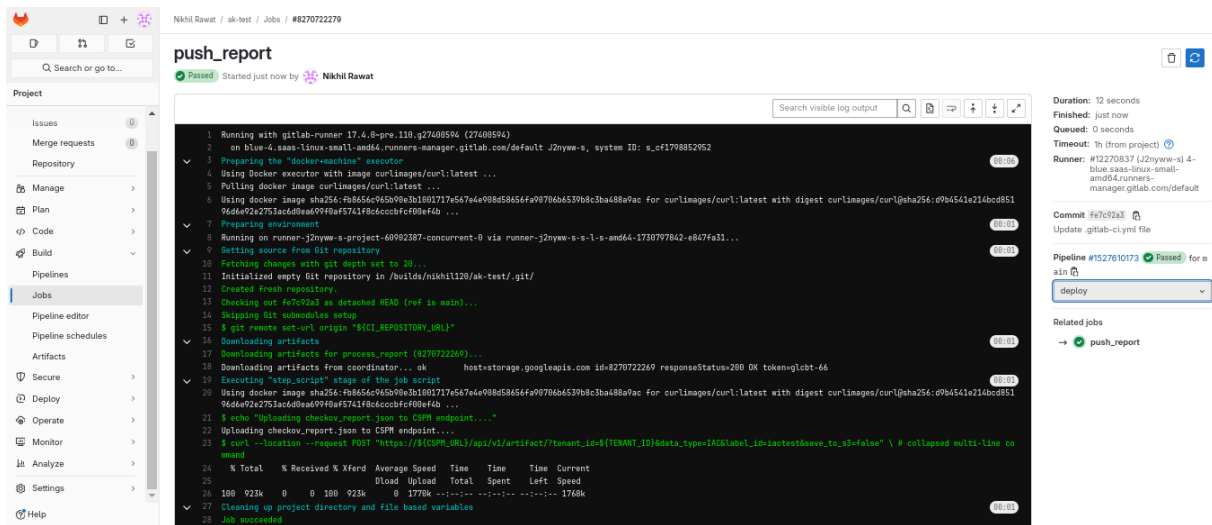 Nikhil Rawat / ak-test / Jobs / #8270722279
Search or go to...
Project
Issues 0
Merge requests 0
Repository
Manage
Plan
Code
Build
Pipelines
Jobs
Pipeline editor
Pipeline schedules
Artifacts
Secure
Deploy
Operate
Monitor
Analyze
Settings
Help
push_report
Passed Started just now by Nikhil Rawat
Search visible log output
1 Running with gitlab-runner 17.4.0~pre.110.g27400594 (27400594)
2 on blue-4.saas-linux-small-amd64.runners-manager.gitlab.com/default J2nyww-s, system ID: s_cf1798852952
3 Preparing the "docker+machine" executor 00:06
4 Using Docker executor with image curlimages/curl:latest ...
5 Pulling docker image curlimages/curl:latest ...
6 Using docker image sha256:fb8656c965b90e3b1001717e567e4e908d58656fa90706b6539b8c3ba488a9ac for curlimages/curl:latest with digest curlimages/curl@sha256:d9b4541e214bcd851
96d6e92e2753ac6d0ea699f0af5741f8c6cccbfcf00ef4b ...
7 Preparing environment 00:01
8 Running on runner-j2nyww-s-project-60902387-concurrent-0 via runner-j2nyww-s-s-l-s-amd64-1730797842-e847fa31...
9 Getting source from Git repository 00:01
10 Fetching changes with git depth set to 20...
11 Initialized empty Git repository in /builds/nikhil120/ak-test/.git/
12 Created fresh repository.
13 Checking out fe7c92a3 as detached HEAD (ref is main)...
14 Skipping Git submodules setup
15 $ git remote set-url origin "${CI_REPOSITORY_URL}"
16 Downloading artifacts 00:01
17 Downloading artifacts for process_report (8270722269)...
18 Downloading artifacts from coordinator... ok host=storage.googleapis.com id=8270722269 responseStatus=200 OK token=glcbt-66
19 Executing "step_script" stage of the job script 00:01
20 Using docker image sha256:fb8656c965b90e3b1001717e567e4e908d58656fa90706b6539b8c3ba488a9ac for curlimages/curl:latest with digest curlimages/curl@sha256:d9b4541e214bcd851
96d6e92e2753ac6d0ea699f0af5741f8c6cccbfcf00ef4b ...
21 $ echo "Uploading checkov_report.json to CSPM endpoint...."
22 Uploading checkov_report.json to CSPM endpoint....
23 $ curl --location --request POST "https://${CSPM_URL}/api/v1/artifact/?tenant_id=${TENANT_ID}&data_type=IAC&label_id=iactest&save_to_s3=false" \ # collapsed multi-line co
mmand
24 % Total % Received % Xferd Average Speed Time Time Time Current
25 Dload Upload Total Spent Left Speed
26 100 923k 0 0 100 923k 0 1770k --:--:-- --:--:-- --:--:-- 1768k
27 Cleaning up project directory and file based variables 00:01
28 Job succeeded
Duration: 12 seconds
Finished: just now
Queued: 0 seconds
Timeout: 1h (from project)
Runner: #12270837 (J2nyww-s) 4-
blue.saas-linux-small-
amd64.runners-
manager.gitlab.com/default
Commit fe7c92a3
Update .gitlab-ci.yml file
Pipeline #1527610173 Passed for m
ain
deploy
Related jobs
→ push_report